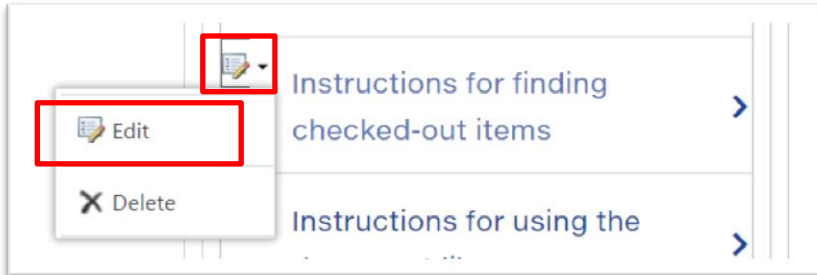 Instructions for finding
checked-out items
Edit
Delete
Instructions for using the